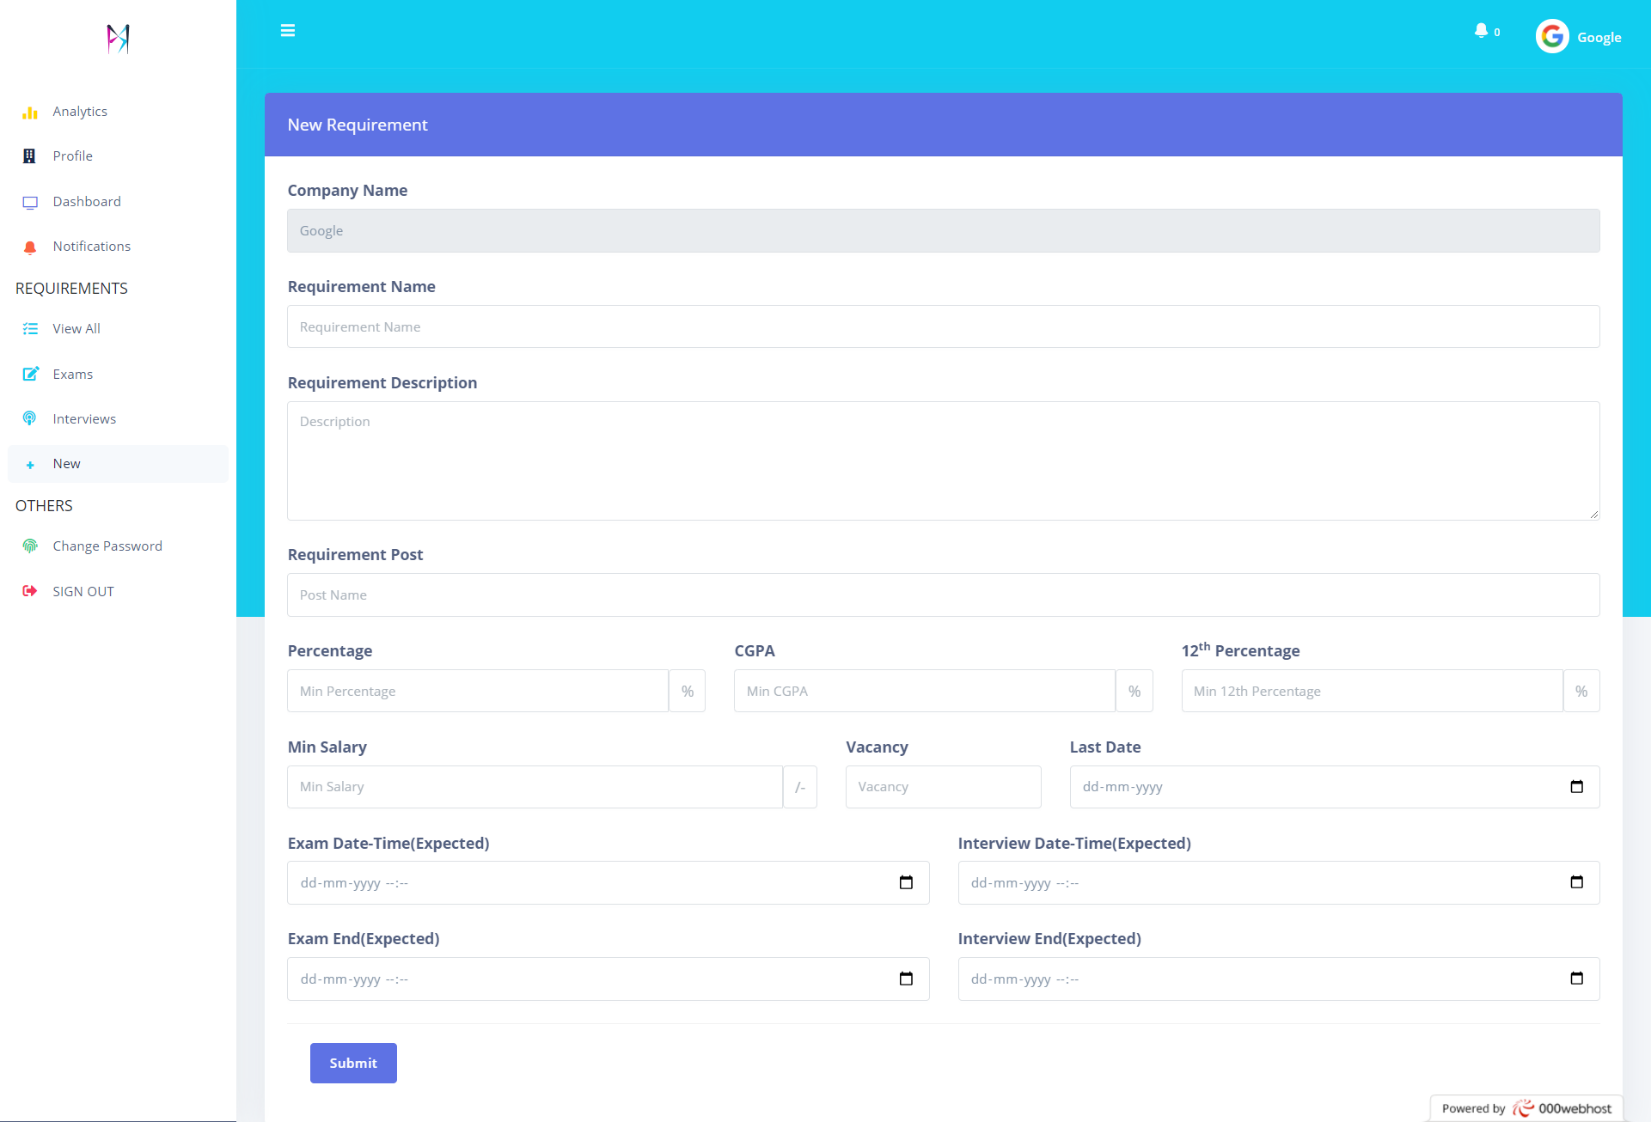 0
Google
Analytics
Profile
Dashboard
Notifications
REQUIREMENTS
View All
Exams
Interviews
New
OTHERS
Change Password
SIGN OUT
New Requirement
Company Name
Google
Requirement Name
Requirement Name
Requirement Description
Description
Requirement Post
Post Name
Percentage CGPA 12th Percentage
Min Percentage % Min CGPA % Min 12th Percentage %
Min Salary Vacancy Last Date
Min Salary /- Vacancy dd-mm-yyyy
Exam Date-Time(Expected) Interview Date-Time(Expected)
dd-mm-yyyy --:-- dd-mm-yyyy --:--
Exam End(Expected) Interview End(Expected)
dd-mm-yyyy --:-- dd-mm-yyyy --:--
Submit
Powered by 000webhost